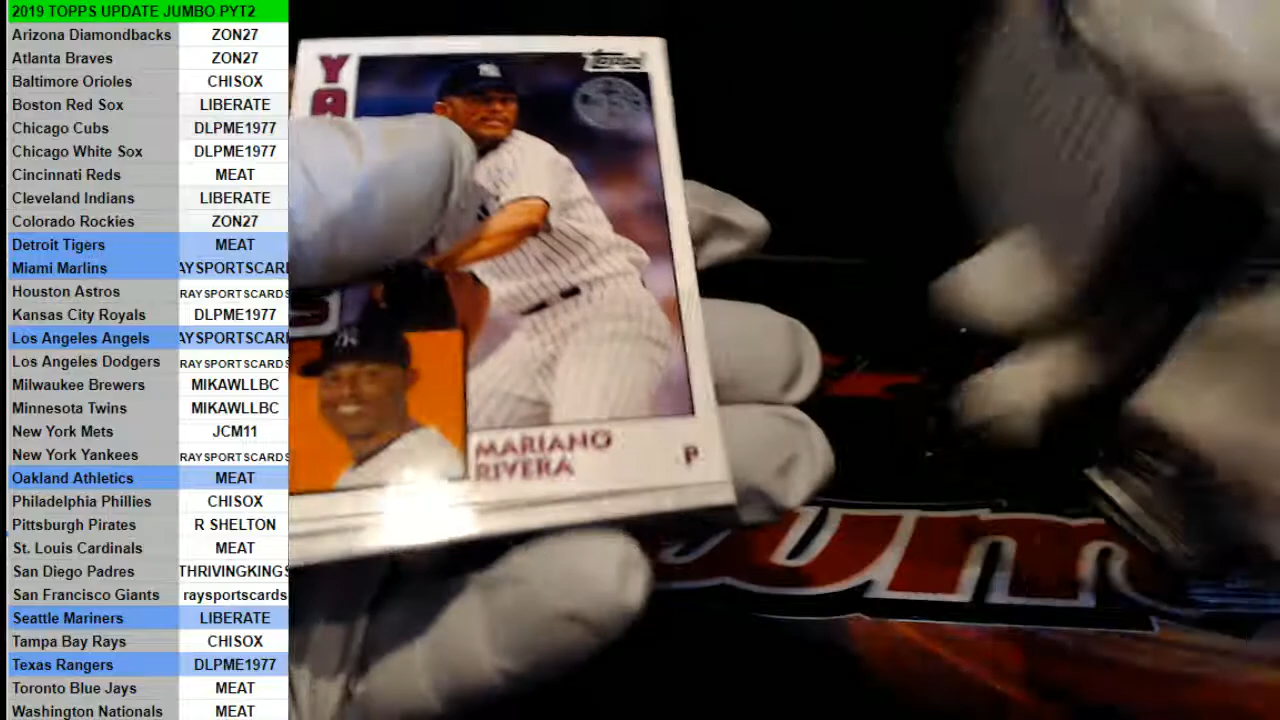 2019 TOPPS UPDATE JUMBO PYT2
Arizona Diamondbacks ZON27
Atlanta Braves ZON27
Baltimore Orioles CHISOX
Boston Red Sox LIBERATE
Chicago Cubs DLPME1977
Chicago White Sox DLPME1977
Cincinnati Reds MEAT
Cleveland Indians LIBERATE
Colorado Rockies ZON27
Detroit Tigers MEAT
Miami Marlins AYSPORTSCARD
Houston Astros RAYSPORTSCARDS
Kansas City Royals DLPME1977
Los Angeles Angels AYSPORTSCARD
Los Angeles Dodgers RAYSPORTSCARDS
Milwaukee Brewers MIKAWLLBC
Minnesota Twins MIKAWLLBC
New York Mets JCM11
New York Yankees RAYSPORTSCARDS
Oakland Athletics MEAT
Philadelphia Phillies CHISOX
Pittsburgh Pirates R SHELTON
St. Louis Cardinals MEAT
San Diego Padres THRIVINGKINGS
San Francisco Giants raysportscards
Seattle Mariners LIBERATE
Tampa Bay Rays CHISOX
Texas Rangers DLPME1977
Toronto Blue Jays MEAT
Washington Nationals MEAT
YA
Topps
MARIANO
RIVERA
P